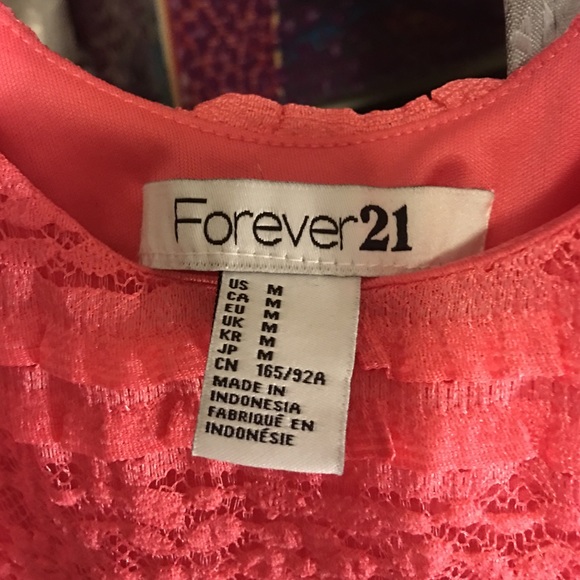 Forever21
US M
CA M
EU M
UK M
KR M
JP M
CN 165/92A
MADE IN
INDONESIA
FABRIQUÉ EN
INDONÉSIE